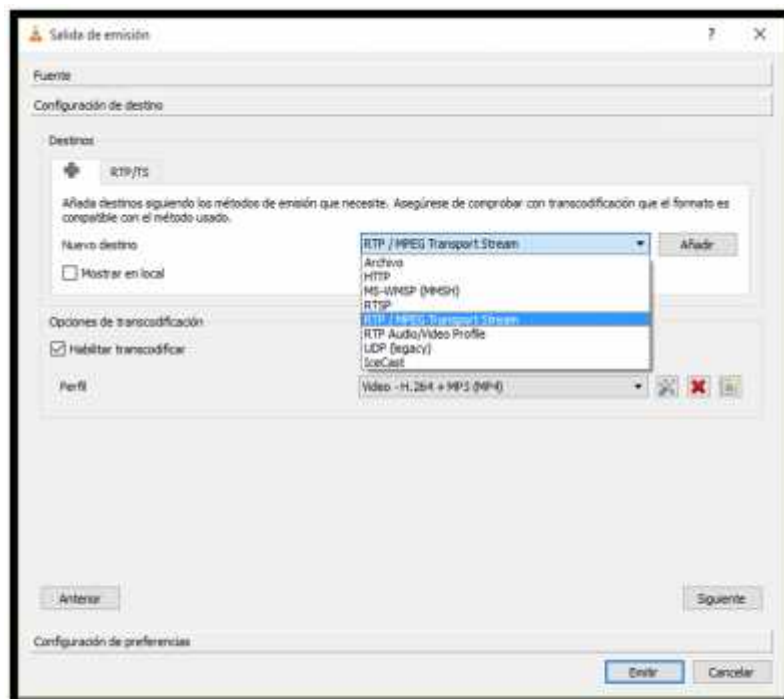 Salida de emisión
?
Fuente
Configuración de destino
Destinos
RTP/TS
Añada destinos siguiendo los métodos de emisión que necesite. Asegúrese de comprobar con transcodificación que el formato es
compatible con el método usado.
Nuevo destino
RTP / MPEG Transport Stream
Añadir
Mostrar en local
Archivo
HTTP
MS-WMSP (MMSH)
RTSP
RTP / MPEG Transport Stream
RTP Audio/Video Profile
UDP (legacy)
IceCast
Opciones de transcodificación
Habilitar transcodificar
Perfil
Video - H.264 + MP3 (MP4)
Anterior
Siguiente
Configuración de preferencias
Emitir
Cancelar